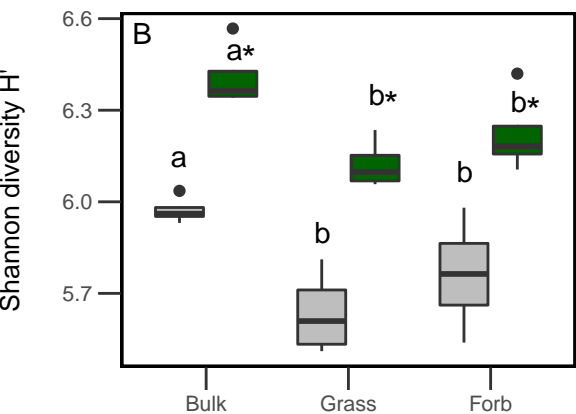 Shannon diversity H'
B
6.6
6.3
6.0
5.7
a
a*
b
b*
b
b*
Bulk
Grass
Forb